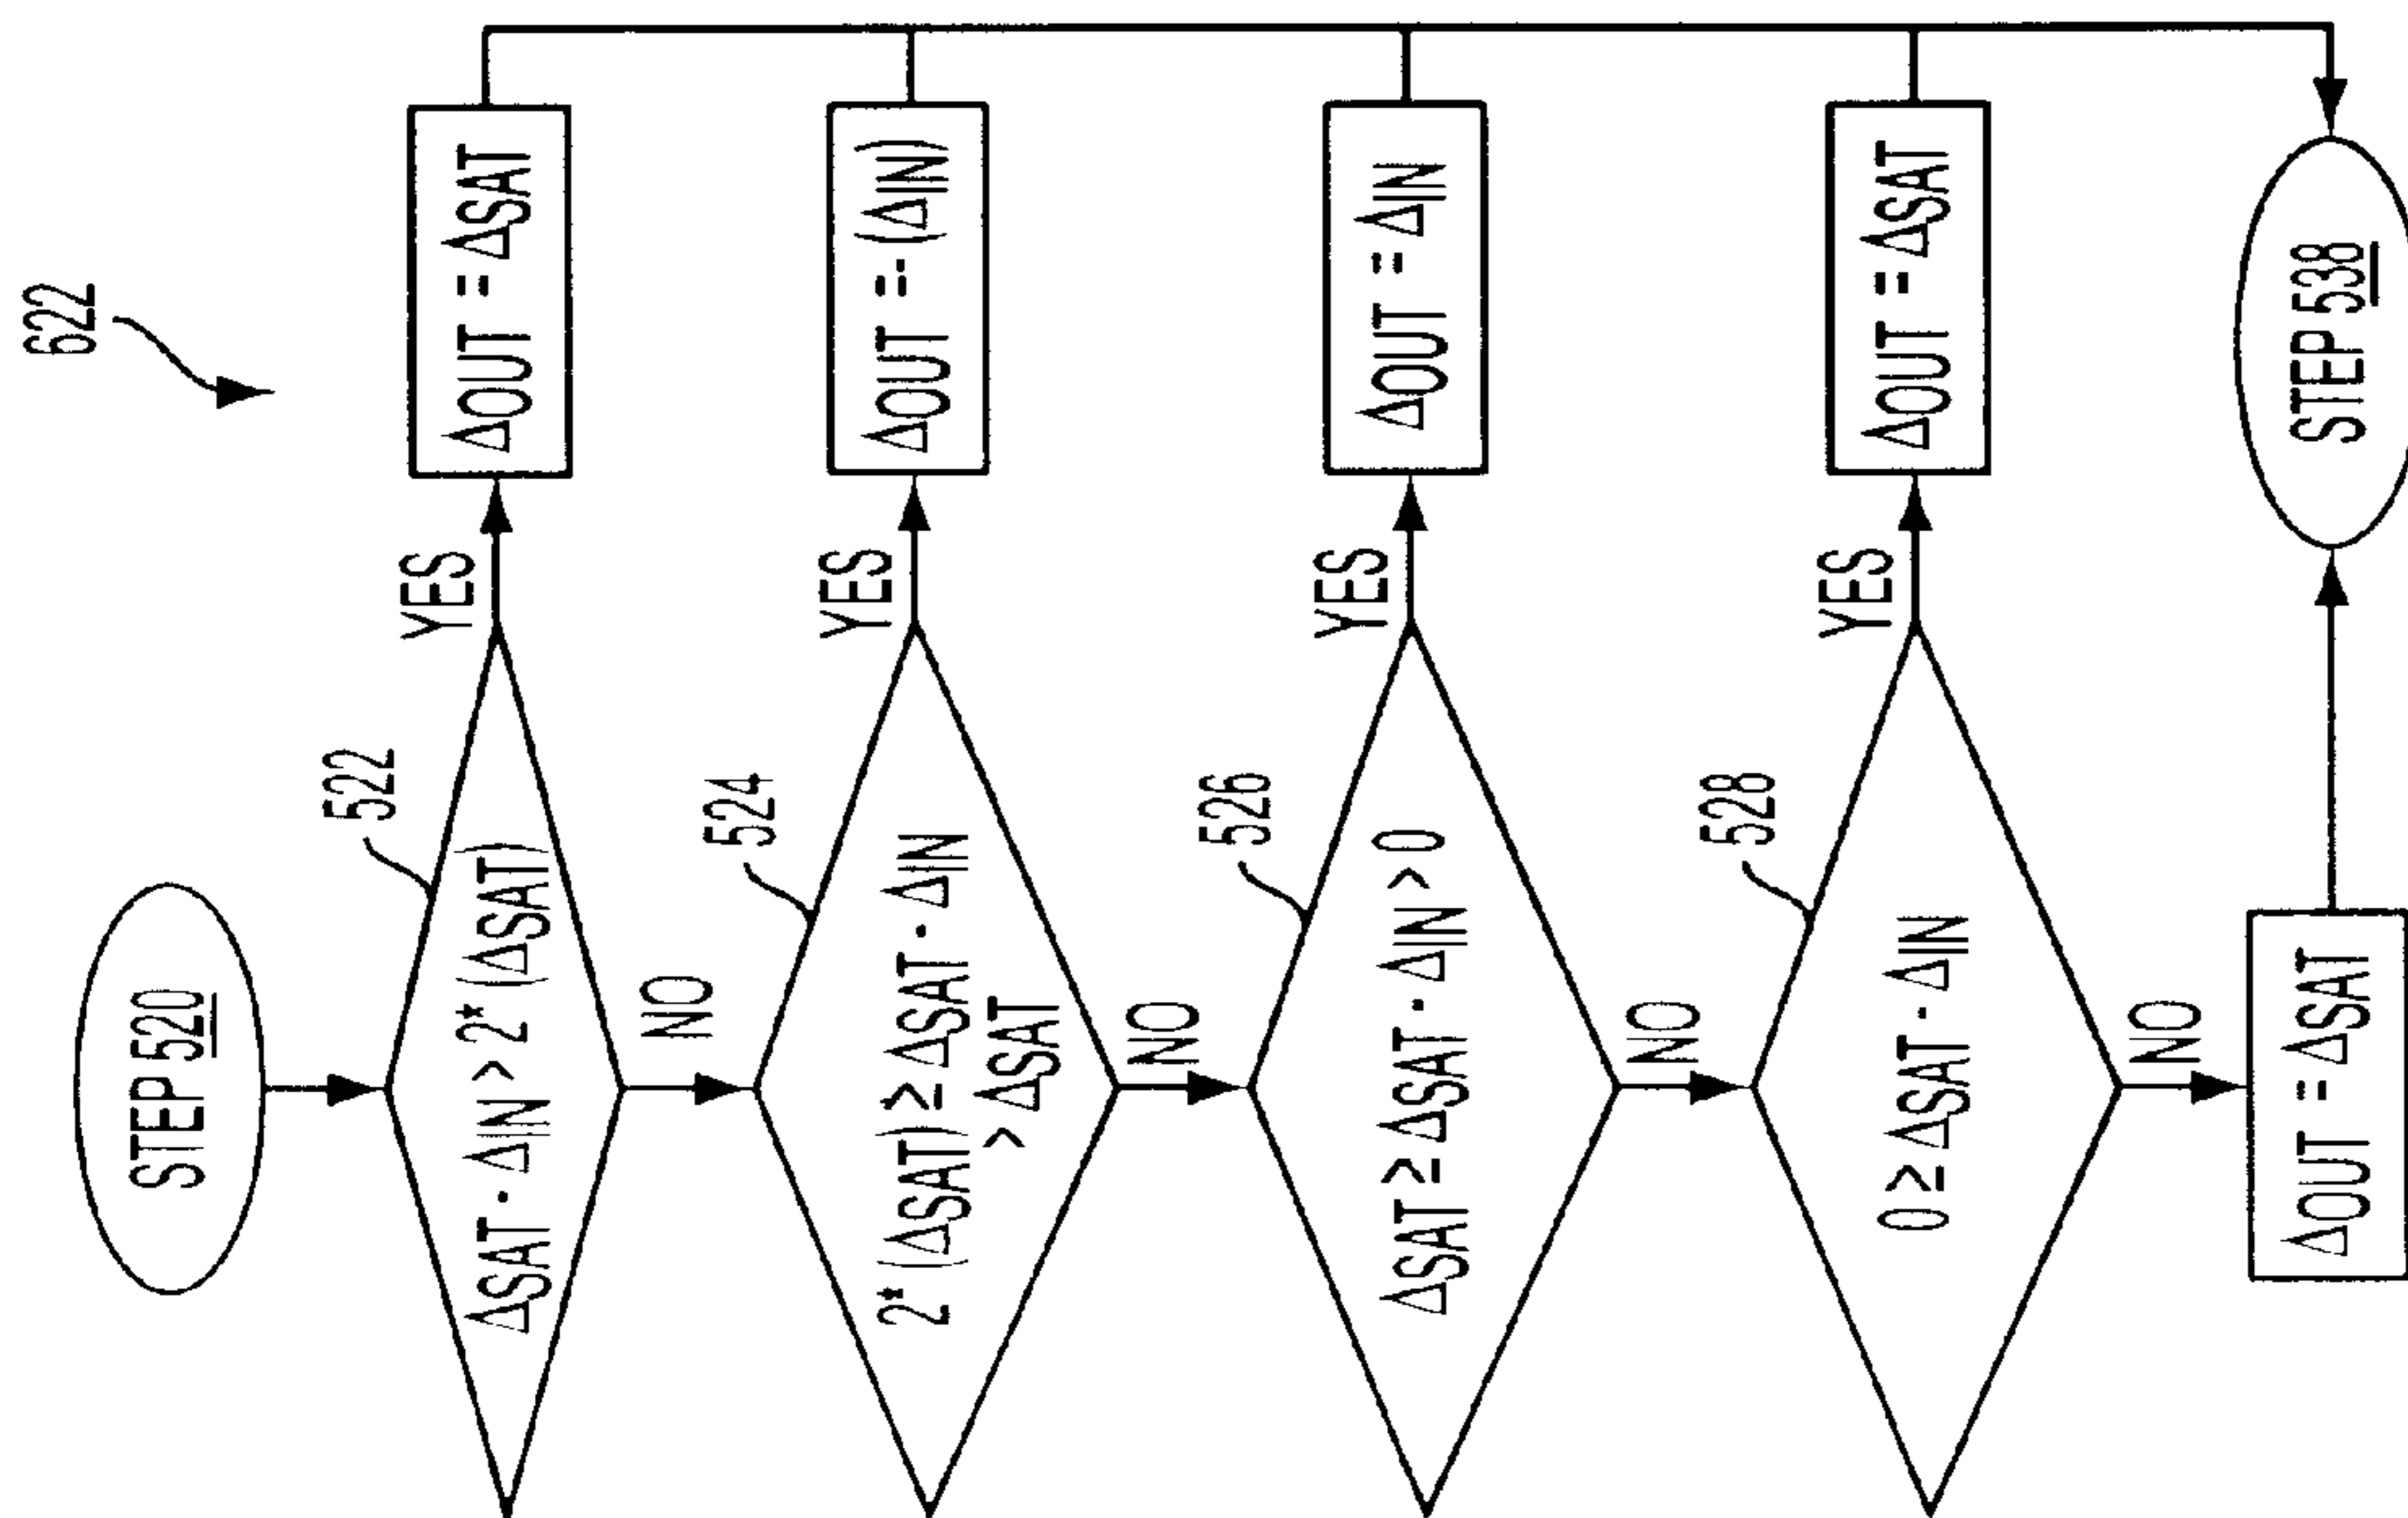 622
STEP 520
522
ΔSAT - ΔIN > 2* (ΔSAT)
YES
ΔOUT = ΔSAT
NO
524
2* (ΔSAT) ≥ ΔSAT - ΔIN
> ΔSAT
YES
ΔOUT =-(ΔIN)
NO
526
ΔSAT ≥ ΔSAT - ΔIN > 0
YES
ΔOUT = ΔIN
NO
528
0 ≥ ΔSAT - ΔIN
YES
ΔOUT = ΔSAT
NO
ΔOUT = ΔSAT
STEP 538